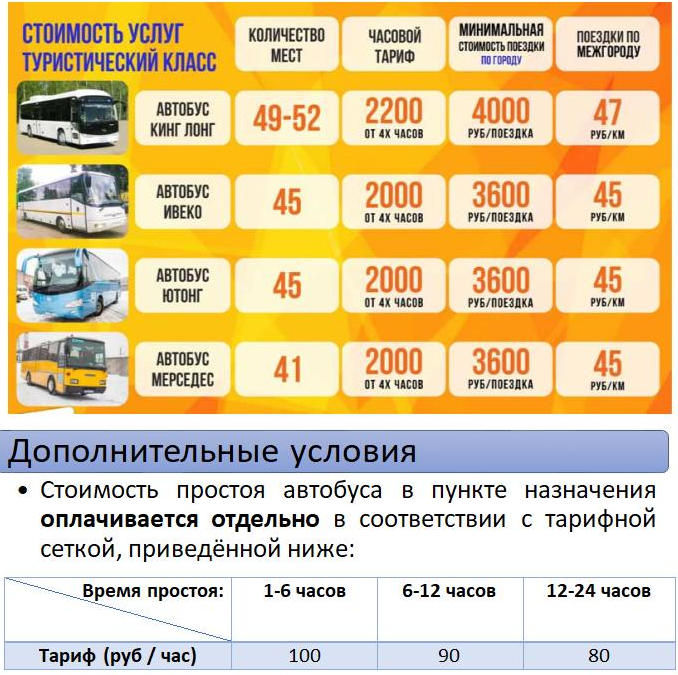 СТОИМОСТЬ УСЛУГ
ТУРИСТИЧЕСКИЙ КЛАСС
КОЛИЧЕСТВО
МЕСТ
ЧАСОВОЙ
ТАРИФ
МИНИМАЛЬНАЯ
СТОИМОСТЬ ПОЕЗДКИ
ПО ГОРОДУ
ПОЕЗДКИ ПО
МЕЖГОРОДУ
АВТОБУС
КИНГ ЛОНГ
49-52
2200
ОТ 4Х ЧАСОВ
4000
РУБ/ПОЕЗДКА
47
РУБ/КМ
АВТОБУС
ИВЕКО
45
2000
ОТ 4Х ЧАСОВ
3600
РУБ/ПОЕЗДКА
45
РУБ/КМ
АВТОБУС
ЮТОНГ
45
2000
ОТ 4Х ЧАСОВ
3600
РУБ/ПОЕЗДКА
45
РУБ/КМ
АВТОБУС
МЕРСЕДЕС
41
2000
ОТ 4Х ЧАСОВ
3600
РУБ/ПОЕЗДКА
45
РУБ/КМ
Дополнительные условия
• Стоимость простоя автобуса в пункте назначения
оплачивается отдельно в соответствии с тарифной
сеткой, приведённой ниже:
Время простоя: 1-6 часов 6-12 часов 12-24 часов
Тариф (руб / час) 100 90 80